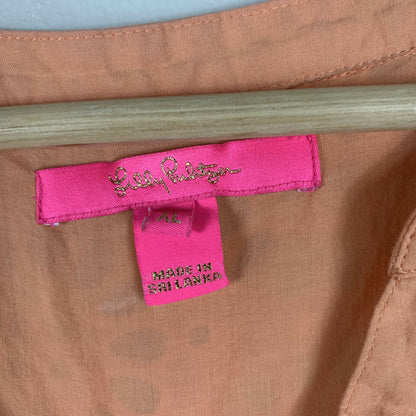 Lilly Pulitzer
XL
MADE IN
SRI LANKA